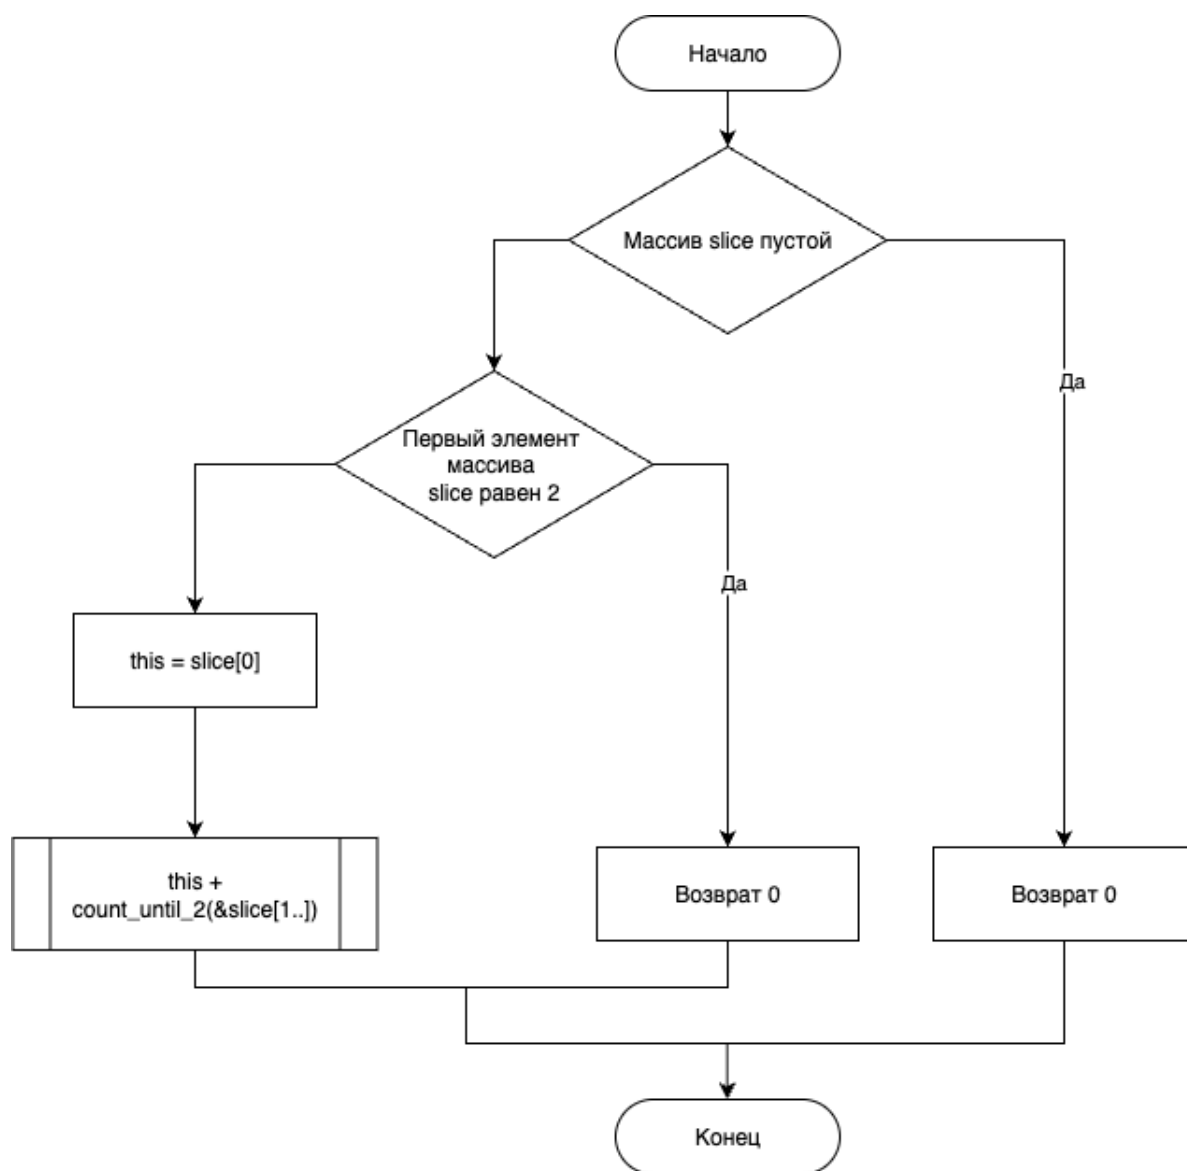 Начало
Массив slice пустой
Да
Первый элемент
массива
slice равен 2
Да
this = slice[0]
this +
count_until_2(&slice[1..])
Возврат 0
Возврат 0
Конец